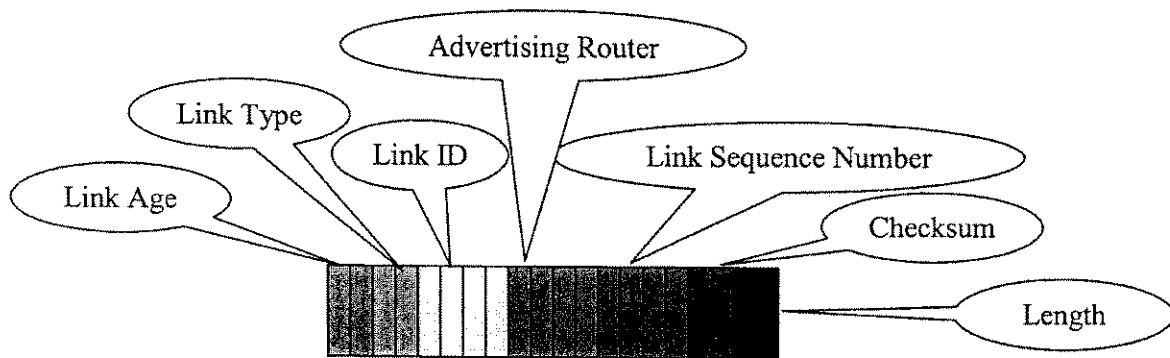 Advertising Router
Link Type
Link ID
Link Sequence Number
Link Age
Checksum
Length